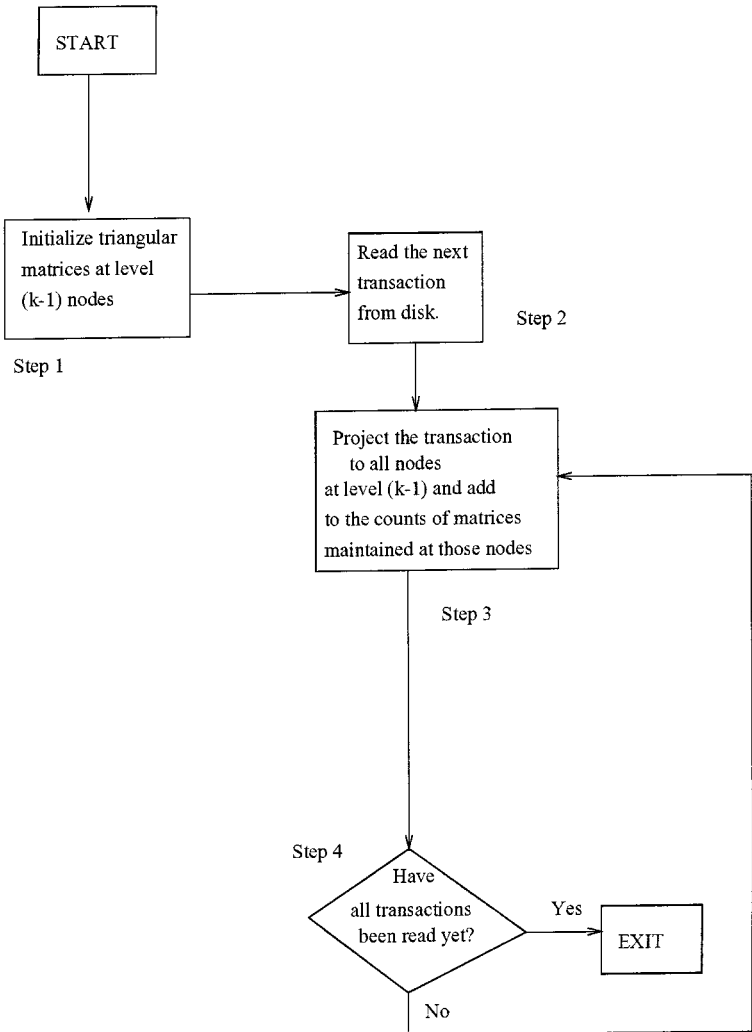 START
Initialize triangular
matrices at level
(k-1) nodes
Step 1
Read the next
transaction
from disk.
Step 2
Project the transaction
to all nodes
at level (k-1) and add
to the counts of matrices
maintained at those nodes
Step 3
Step 4
Have
all transactions
been read yet?
Yes
EXIT
No